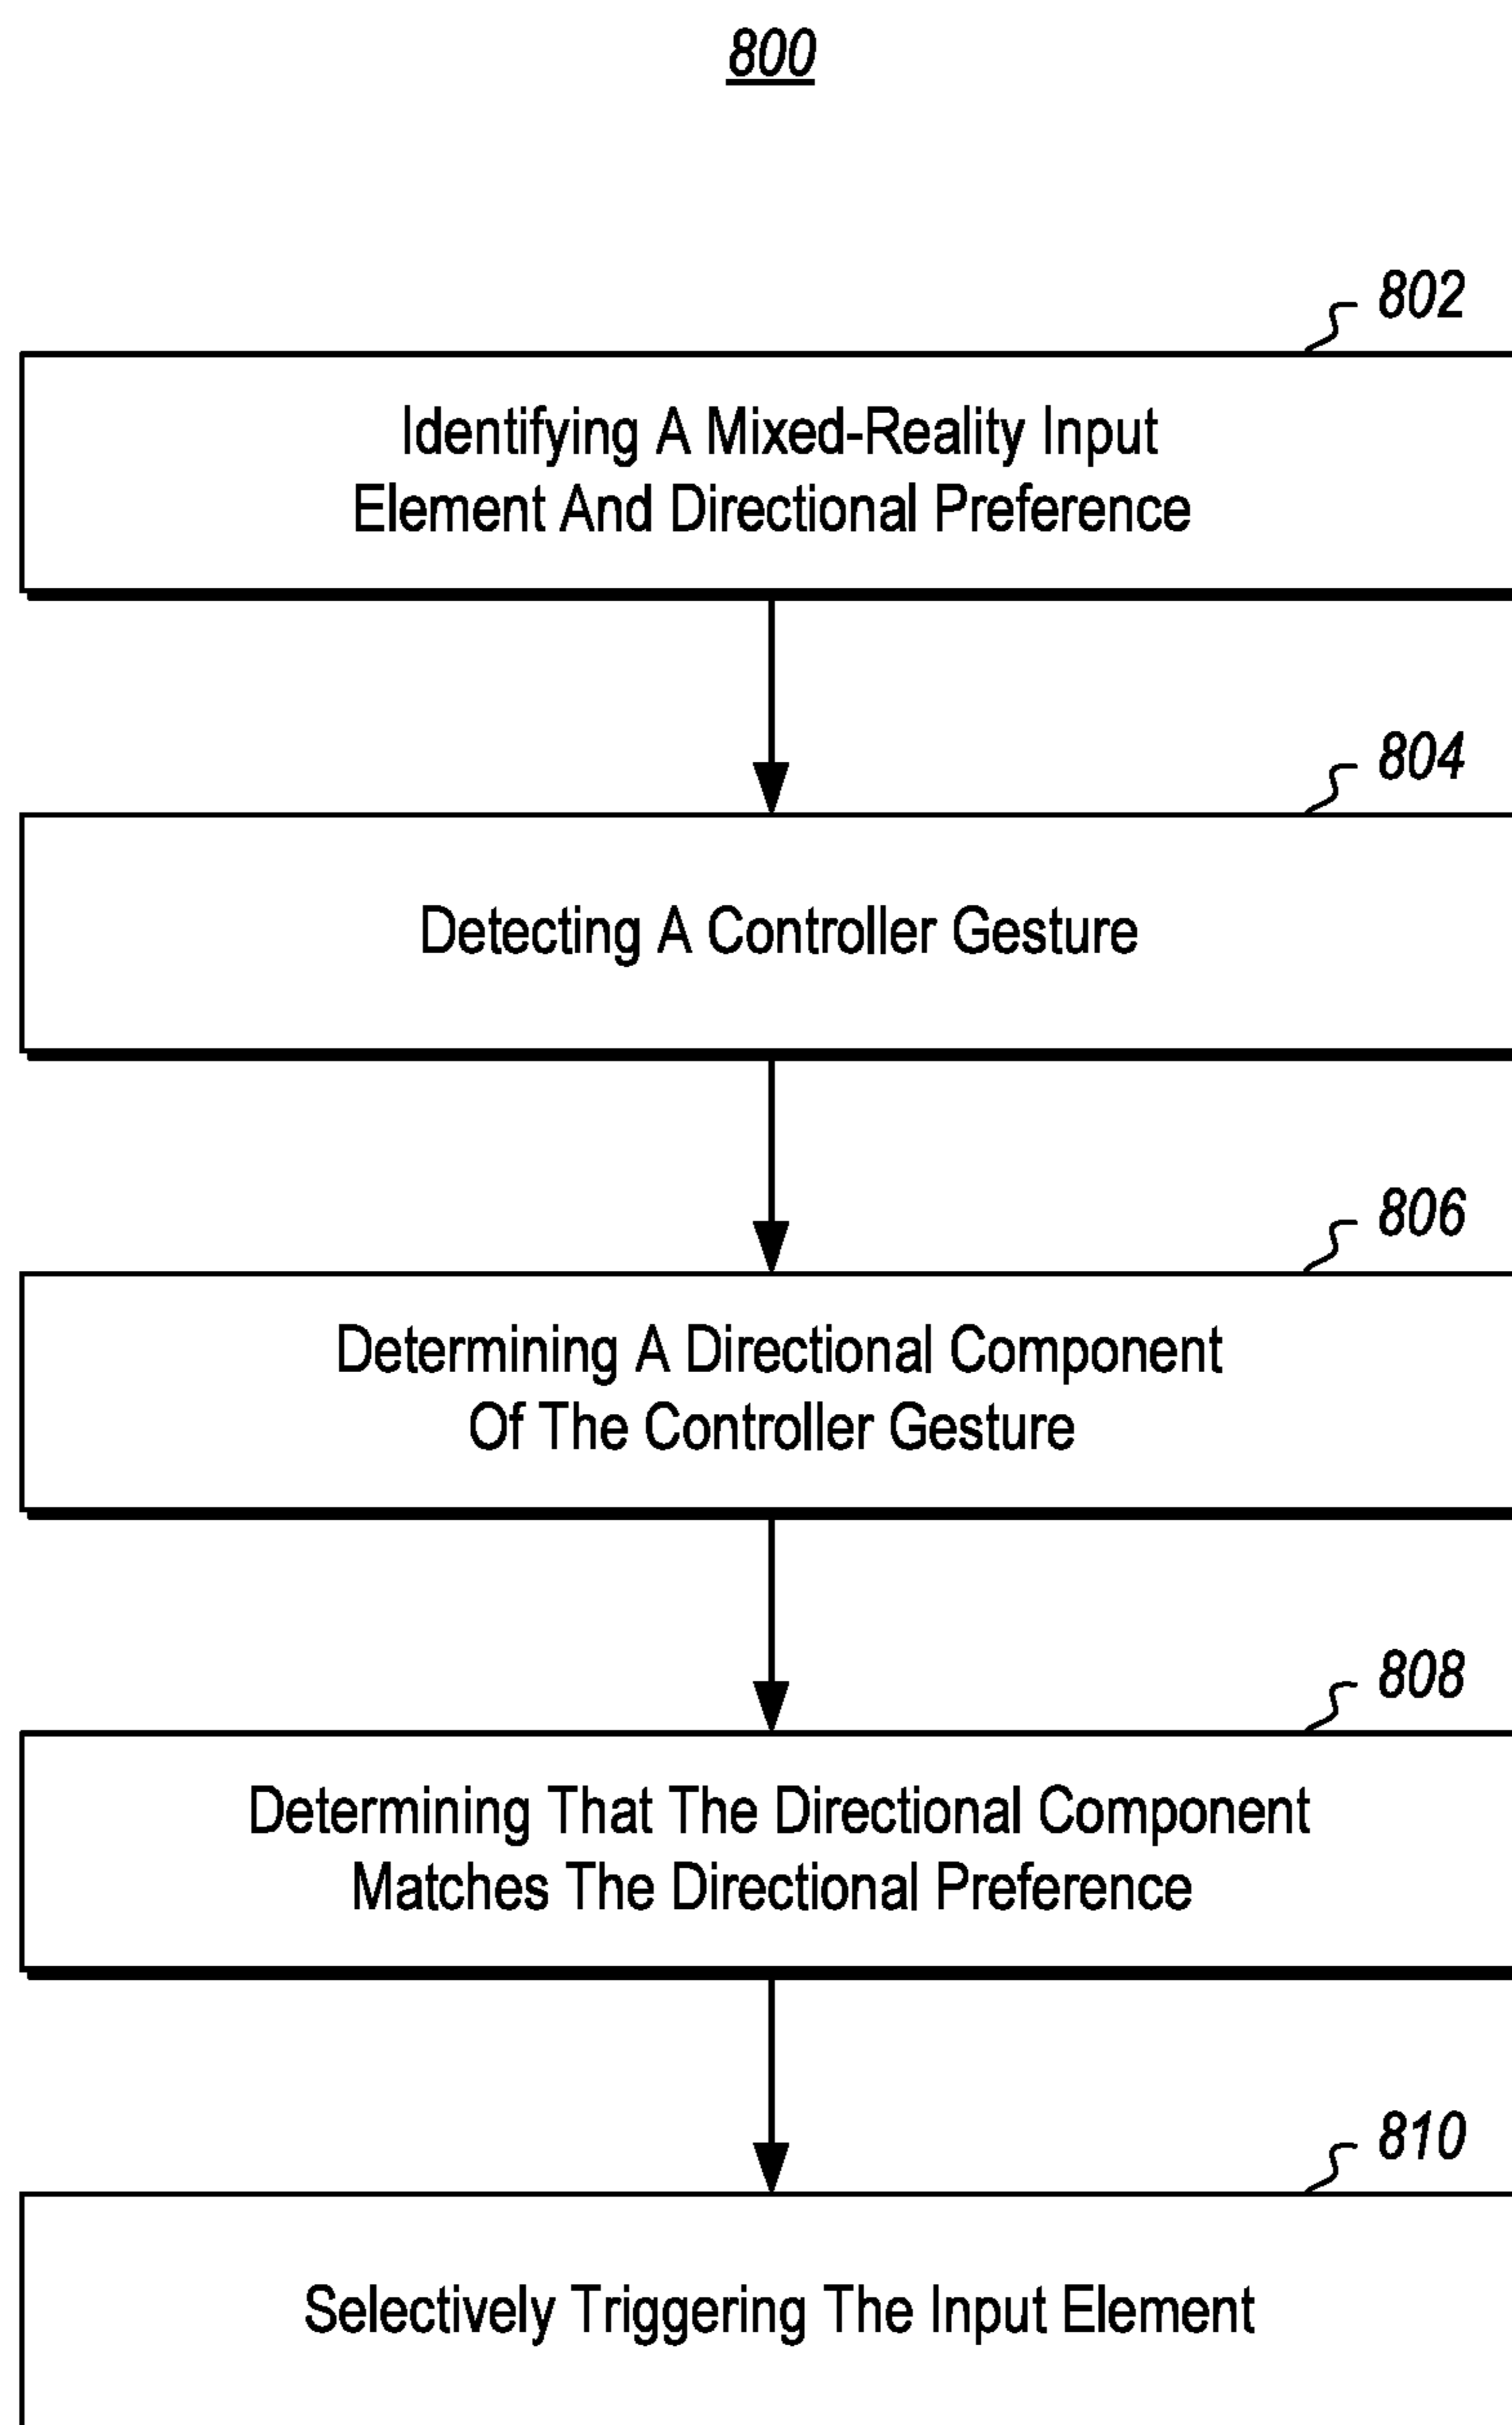 800
802
Identifying A Mixed-Reality Input
Element And Directional Preference
804
Detecting A Controller Gesture
806
Determining A Directional Component
Of The Controller Gesture
808
Determining That The Directional Component
Matches The Directional Preference
810
Selectively Triggering The Input Element